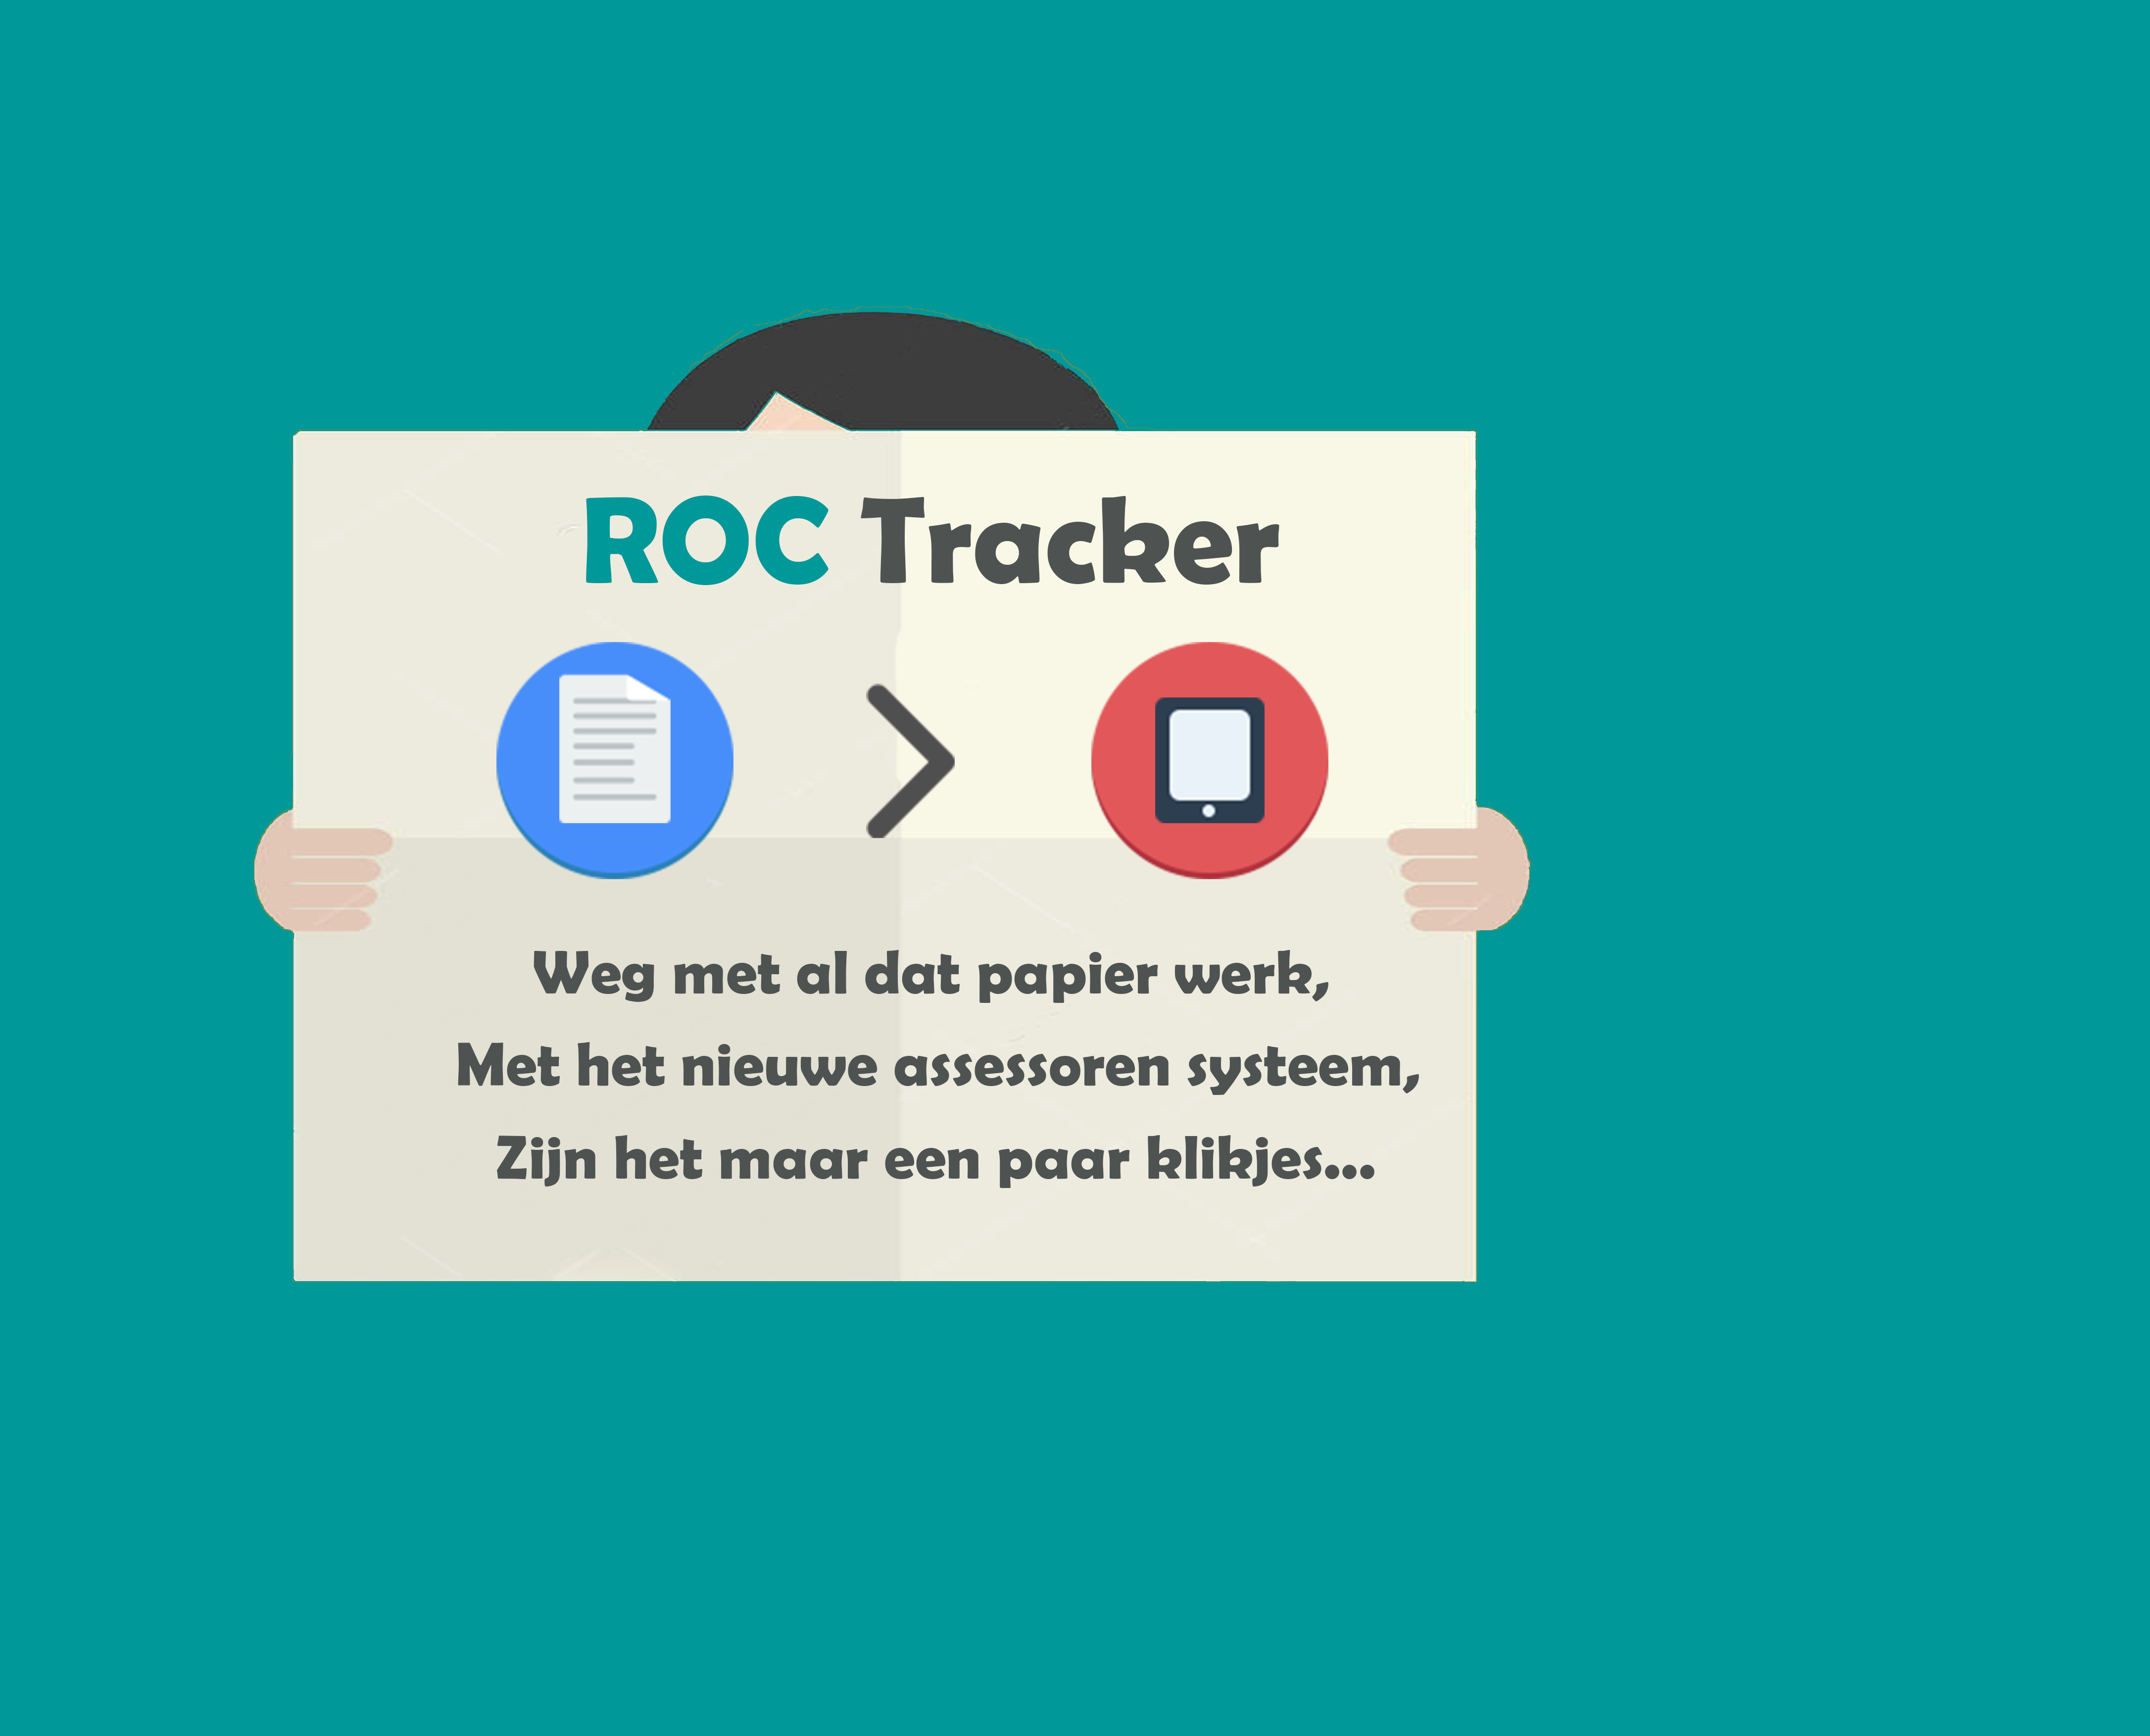 ROC Tracker
Weg met al dat papier werk,
Met het nieuwe assessoren systeem,
Zijn het maar een paar klikjes...